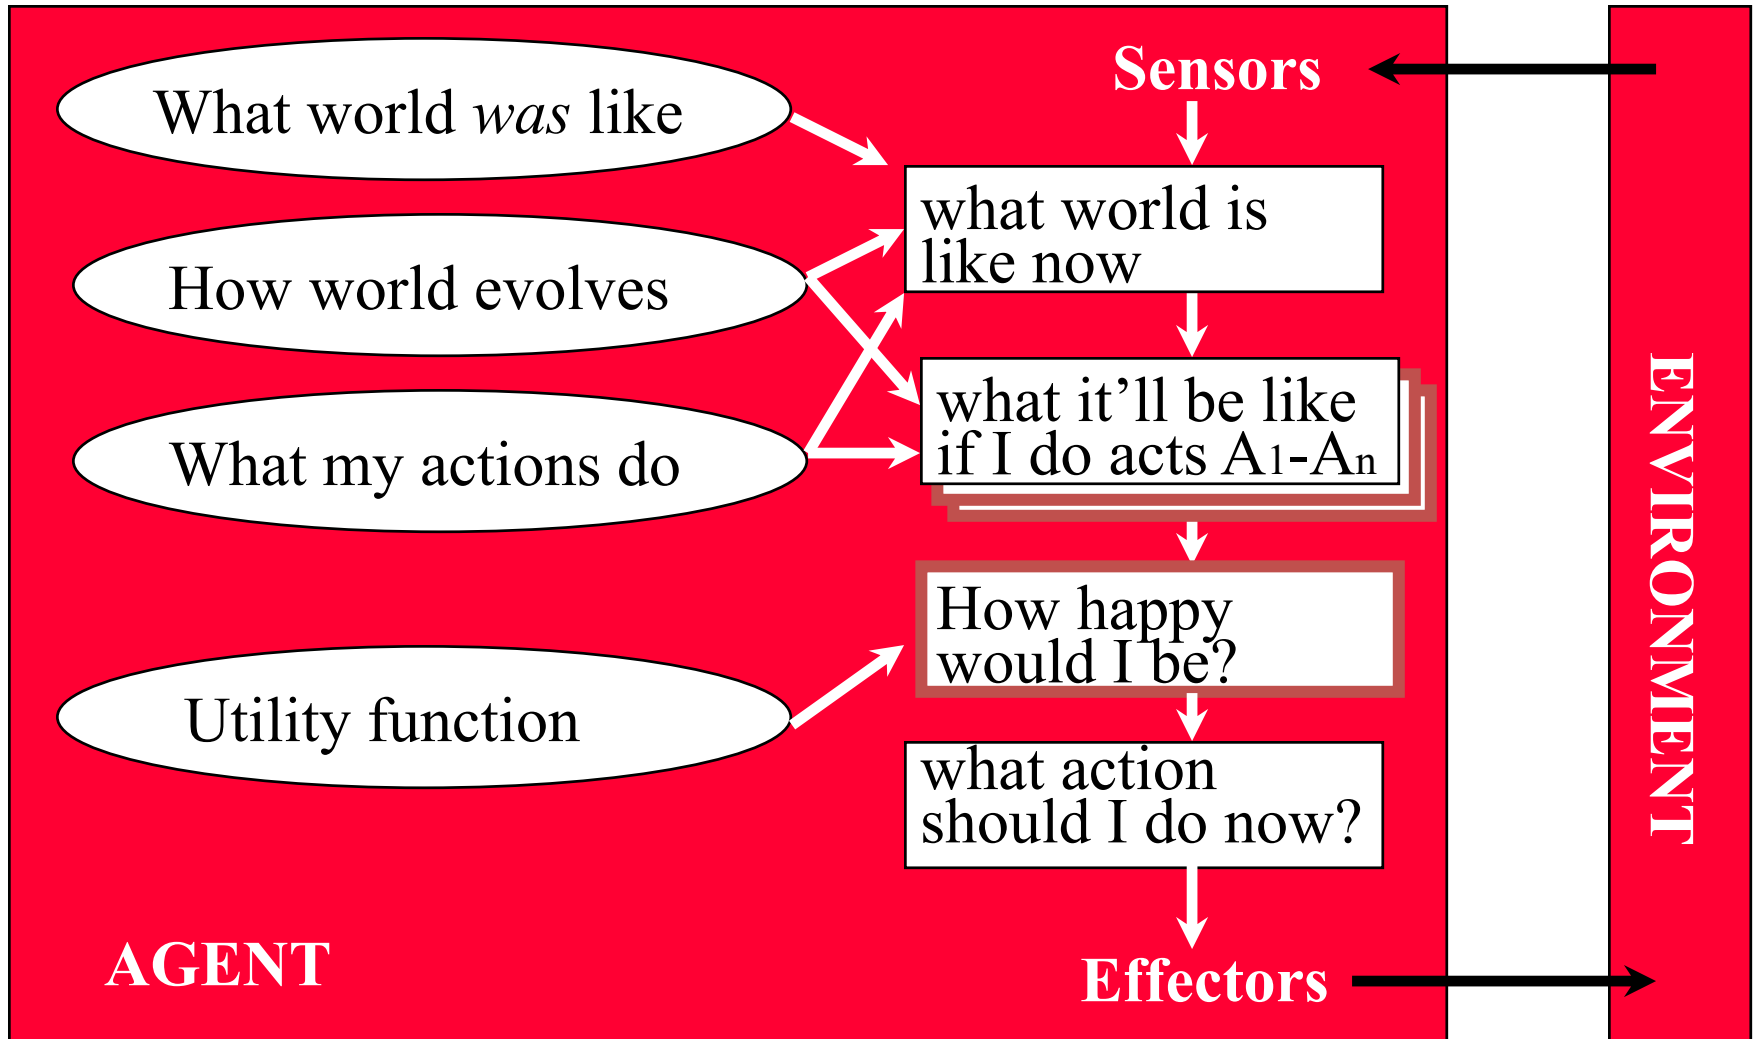 Sensors
What world was like
what world is
like now
How world evolves
what it’ll be like
if I do acts A1-An
What my actions do
How happy
would I be?
Utility function
what action
should I do now?
AGENT
Effectors
ENVIRONMENT